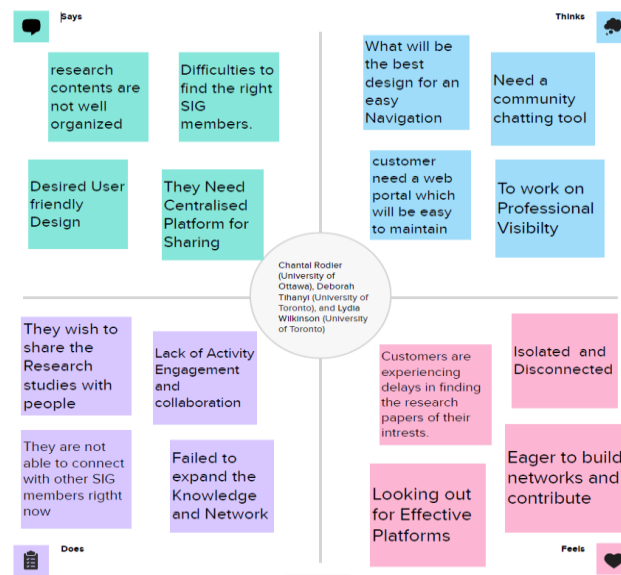 Says
research
contents are
not well
organized
Difficulties to
find the right
SIG
members.
Desired User
friendly
Design
They Need
Centralised
Platform for
Sharing
Thinks
What will be
the best
design for an
easy
Navigation
Need a
community
chatting tool
customer
need a web
portal which
will be easy
to maintain
To work on
Professional
Visibilty
Chantal Rodier
(University of
Ottawa), Deborah
Tihanyi (University of
Toronto), and Lydia
Wilkinson (University
of Toronto)
They wish to
share the
Research
studies with
people
Lack of Activity
Engagement
and
collaboration
They are not
able to connect
with other SIG
members rigtht
now
Failed to
expand the
Knowledge
and Network
Does
Customers are
experiencing
delays in finding
the research
papers of their
intrests.
Isolated and
Disconnected
Looking out
for Effective
Platforms
Eager to build
networks and
contribute
Feels